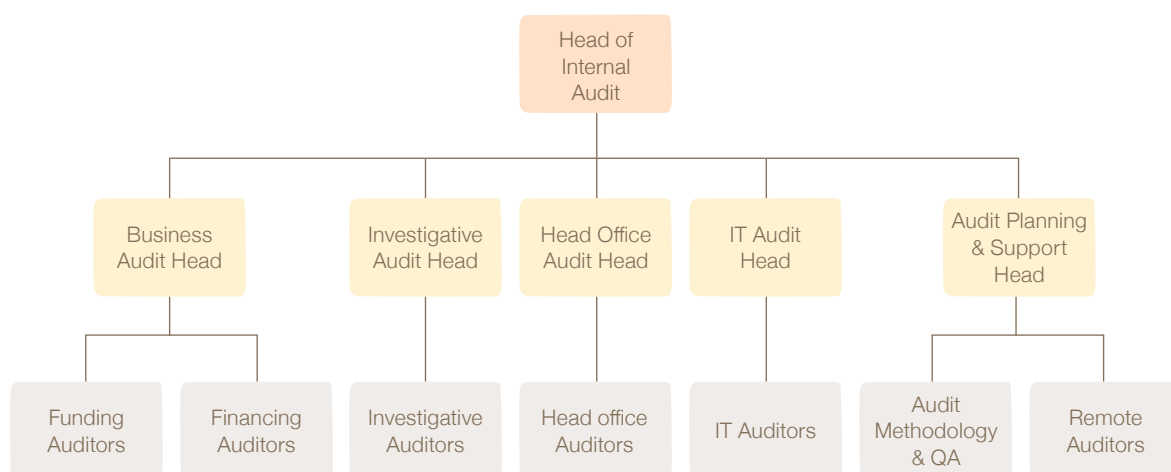 Head of
Internal
Audit
Business
Audit Head
Investigative
Audit Head
Head Office
Audit Head
IT Audit
Head
Audit Planning
& Support
Head
Funding
Auditors
Financing
Auditors
Investigative
Auditors
Head office
Auditors
IT Auditors
Audit
Methodology
& QA
Remote
Auditors